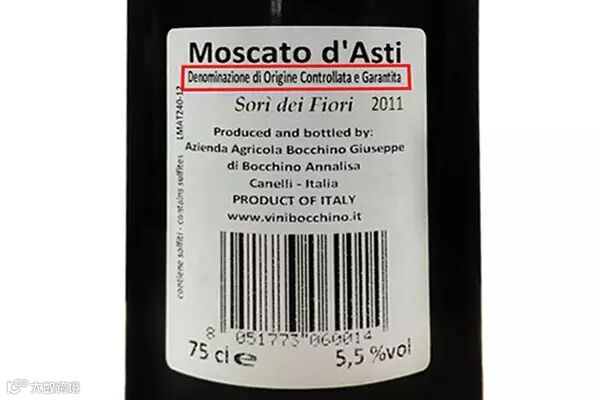 Moscato d'Asti
Denominazione di Origine Controllata e Garantita
Sorì dei Fiori 2011
Produced and bottled by:
Azienda Agricola Bocchino Giuseppe
di Bocchino Annalisa
Canelli - Italia
PRODUCT OF ITALY
www.vinibocchino.it
8 051773 060014
75 cl e 5,5 %vol
contiene solfiti - contains sulfites LMAT240-12